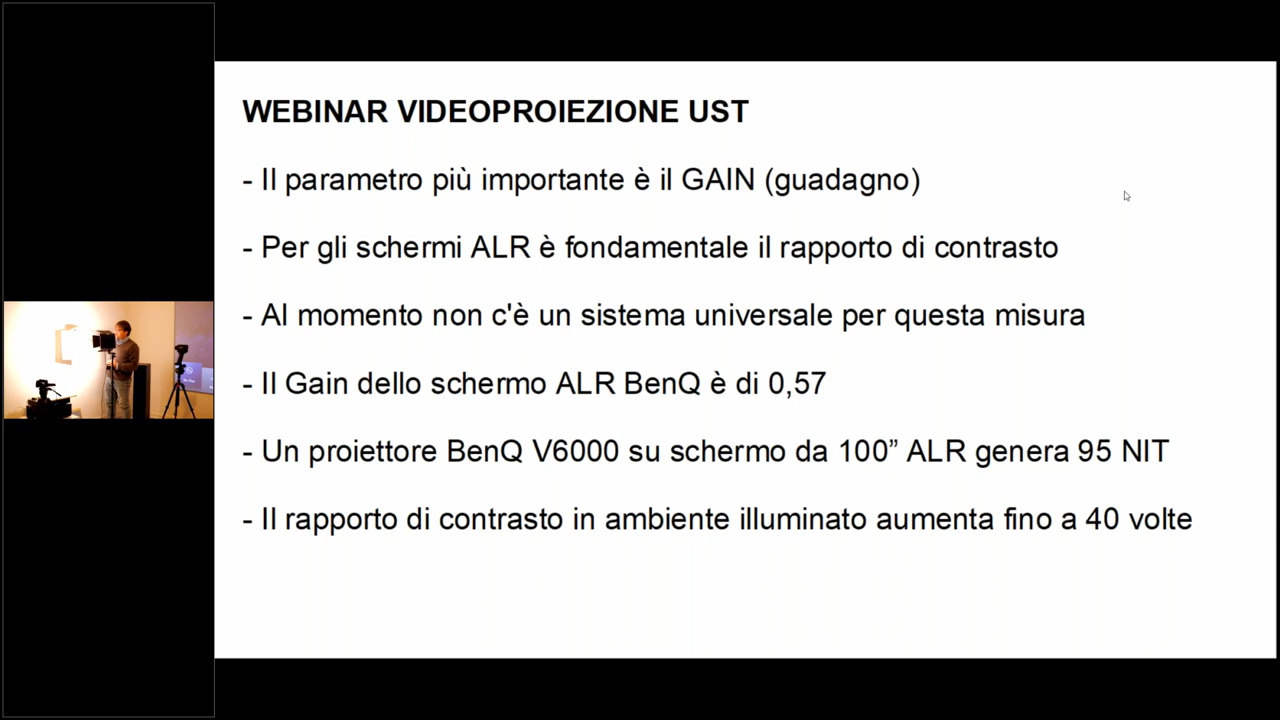 WEBINAR VIDEOPROIEZIONE UST
- Il parametro più importante è il GAIN (guadagno)
- Per gli schermi ALR è fondamentale il rapporto di contrasto
- Al momento non c'è un sistema universale per questa misura
- Il Gain dello schermo ALR BenQ è di 0,57
- Un proiettore BenQ V6000 su schermo da 100” ALR genera 95 NIT
- Il rapporto di contrasto in ambiente illuminato aumenta fino a 40 volte